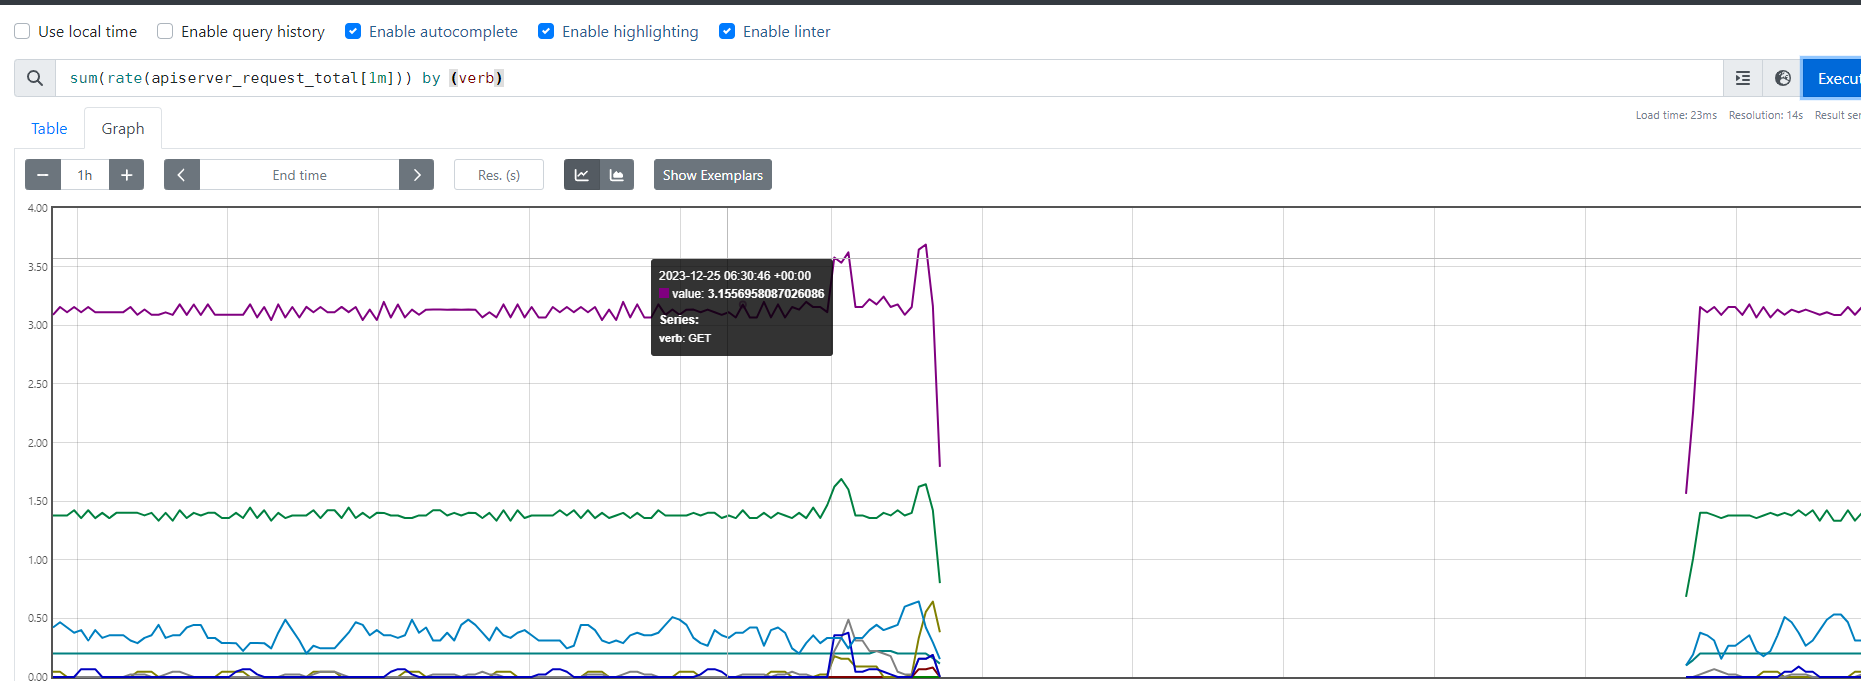 Use local time Enable query history Enable autocomplete Enable highlighting Enable linter
sum(rate(apiserver_request_total[1m])) by (verb)
Execut
Table Graph
Load time: 23ms Resolution: 14s Result ser
− 1h + End time Res. (s) Show Exemplars
4.00
3.50
3.00
2.50
2.00
1.50
1.00
0.50
0.00
2023-12-25 06:30:46 +00:00
value: 3.1556958087026086
Series:
verb: GET